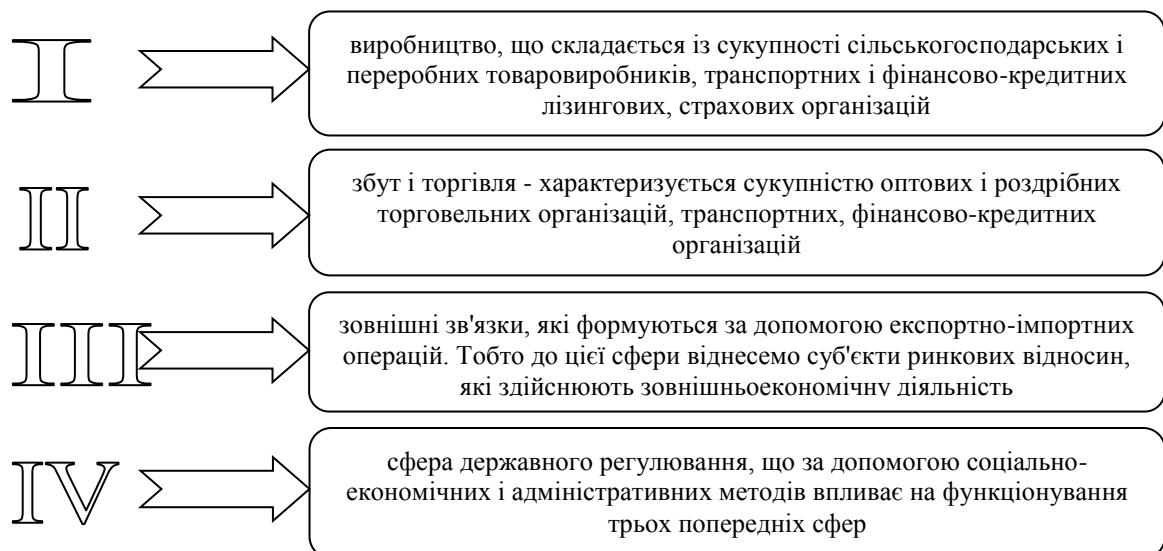 I
виробництво, що складається із сукупності сільськогосподарських і
переробних товаровиробників, транспортних і фінансово-кредитних
лізингових, страхових організацій
II
збут і торгівля - характеризується сукупністю оптових і роздрібних
торговельних організацій, транспортних, фінансово-кредитних
організацій
III
зовнішні зв'язки, які формуються за допомогою експортно-імпортних
операцій. Тобто до цієї сфери віднесемо суб'єкти ринкових відносин,
які здійснюють зовнішньоекономічну діяльність
IV
сфера державного регулювання, що за допомогою соціально-
економічних і адміністративних методів впливає на функціонування
трьох попередніх сфер